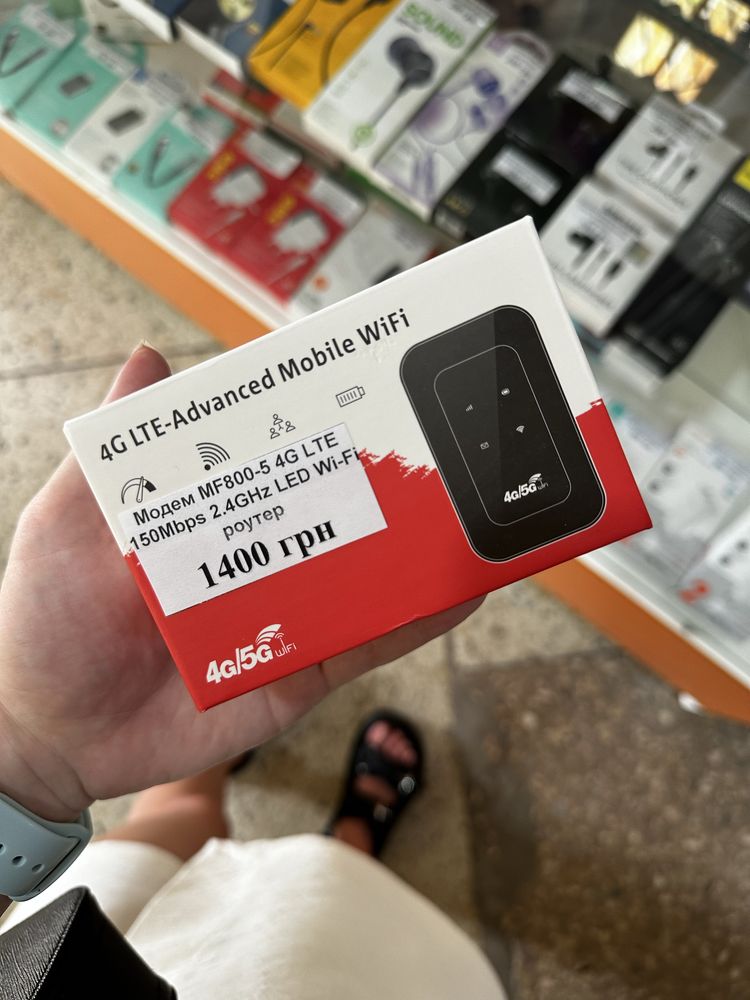 SOUND
4G LTE-Advanced Mobile WiFi
Модем MF800-5 4G LTE
150Mbps 2.4GHz LED Wi-Fi
роутер
1400 грн
4G/5G WiFi
4G/5G WiFi